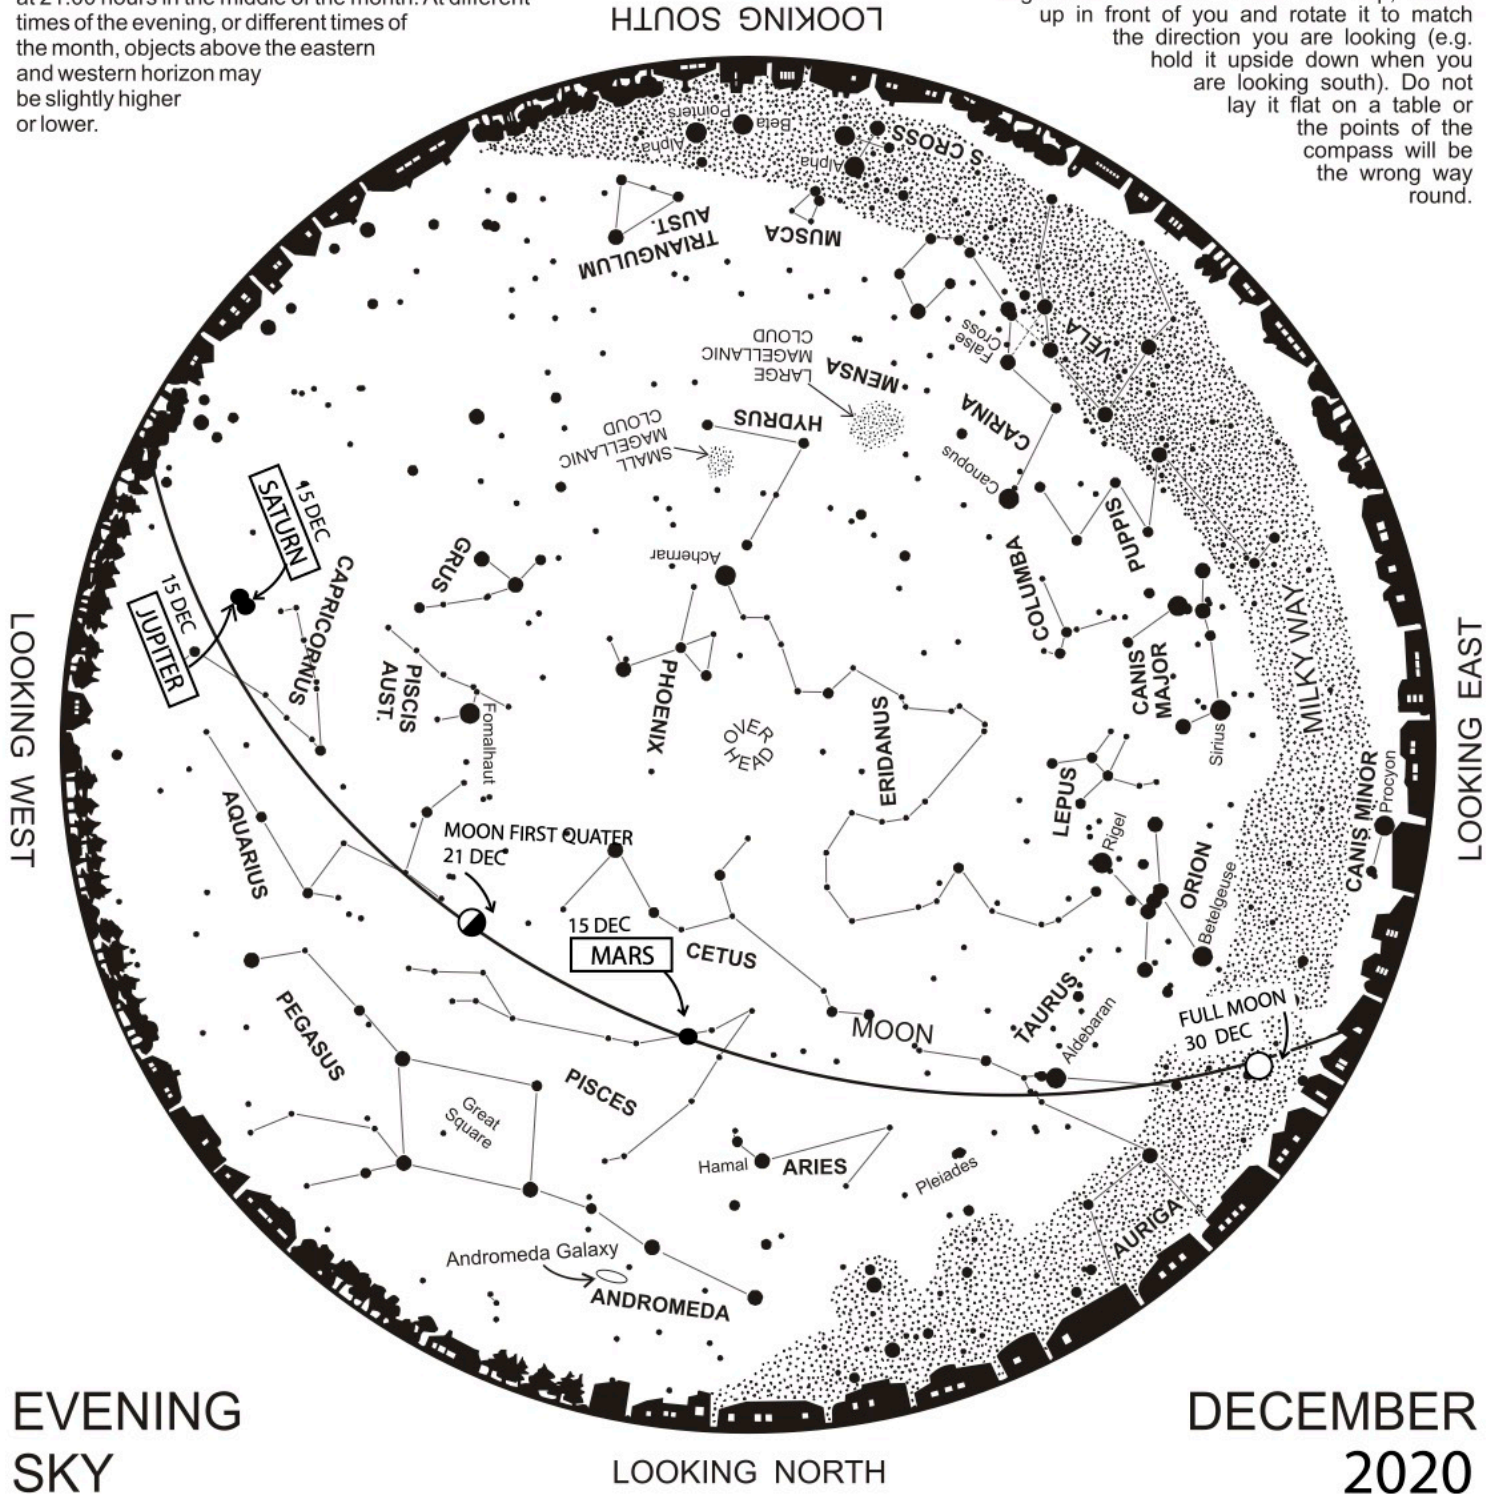 times of the evening, or different times of
the month, objects above the eastern
and western horizon may
be slightly higher
or lower.
LOOKING SOUTH
up in front of you and rotate it to match
the direction you are looking (e.g.
hold it upside down when you
are looking south). Do not
lay it flat on a table or
the points of the
compass will be
the wrong way
round.
Pointers
Alpha
Beta
Alpha
S CROSS
TRIANGULUM
AUST.
MUSCA
False
Cross
VELA
LARGE
MAGELLANIC
CLOUD
MENSA
CARINA
Canopus
HYDRUS
SMALL
MAGELLANIC
CLOUD
PUPPIS
15 DEC
SATURN
CAPRICORNUS
GRUS
Achernar
COLUMBA
15 DEC
JUPITER
PISCIS
AUST.
Fomalhaut
PHOENIX
OVER
HEAD
ERIDANUS
CANIS
MAJOR
Sirius
MILKY WAY
LOOKING WEST
LOOKING EAST
LEPUS
Rigel
ORION
Betelgeuse
CANIS MINOR
Procyon
AQUARIUS
MOON FIRST QUATER
21 DEC
15 DEC
MARS
CETUS
PEGASUS
MOON
TAURUS
Aldebaran
FULL MOON
30 DEC
PISCES
Great
Square
Hamal
ARIES
Pleiades
AURIGA
Andromeda Galaxy
ANDROMEDA
EVENING
SKY
LOOKING NORTH
DECEMBER
2020